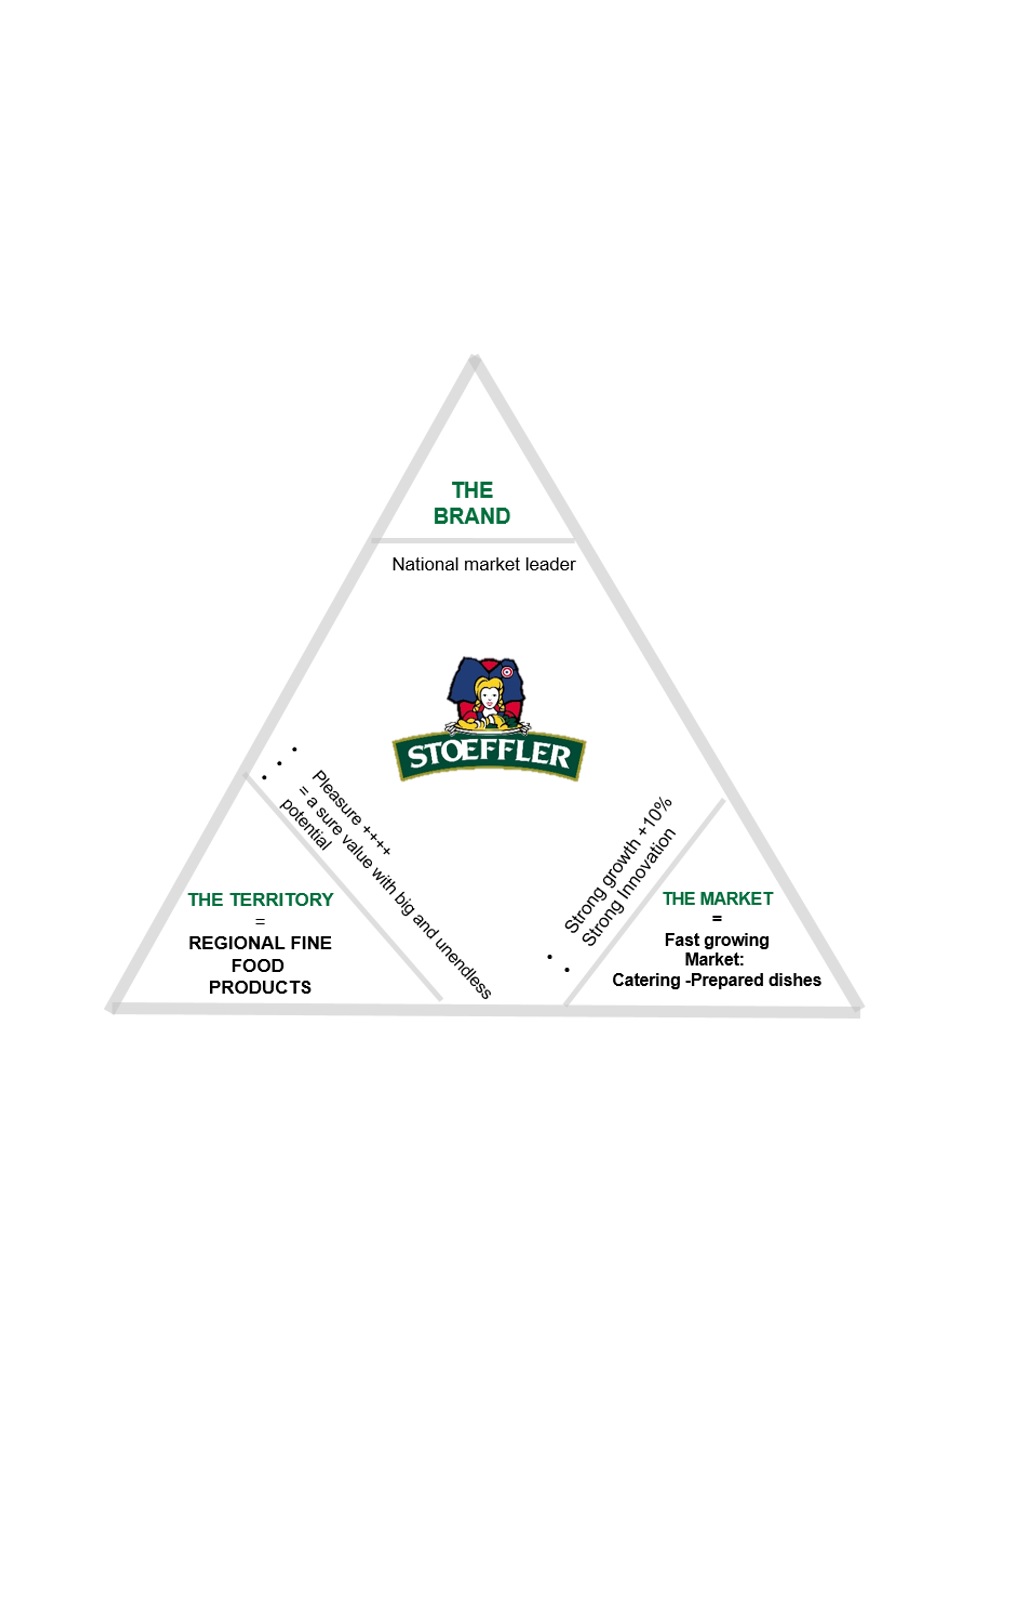 THE
BRAND
National market leader
STOEFFLER
• Pleasure ++++
• = a sure value with big and unendless
• potential
• Strong growth +10%
• Strong Innovation
THE TERRITORY
=
REGIONAL FINE
FOOD
PRODUCTS
THE MARKET
=
Fast growing
Market:
Catering -Prepared dishes